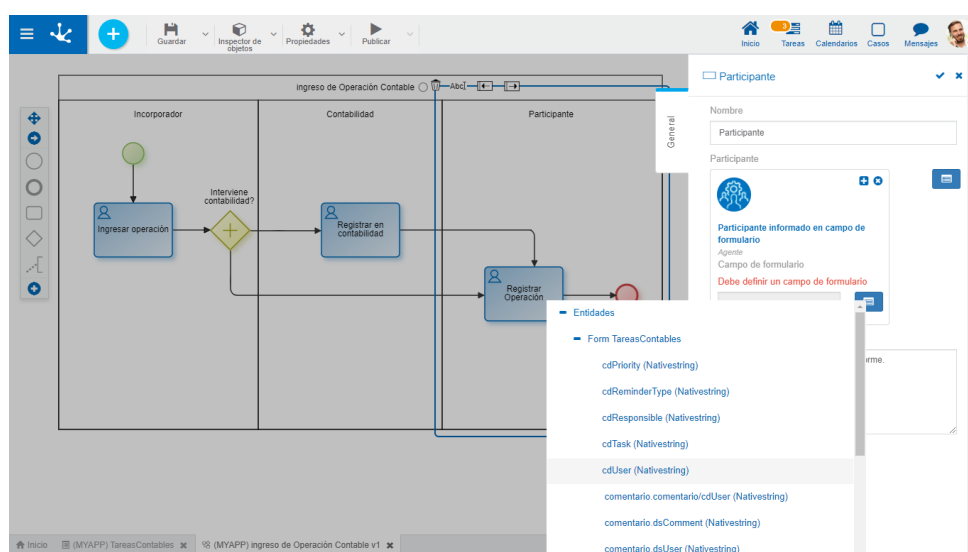 +
Guardar
Inspector de
objetos
Propiedades
Publicar
Inicio
3
Tareas
Calendarios
Casos
Mensajes
ingreso de Operación Contable
Abc
Incorporador
Contabilidad
Participante
Ingresar operación
Interviene
contabilidad?
Registrar en
contabilidad
Registrar
Operación
General
Participante
Nombre
Participante
Participante
Participante informado en campo de
formulario
Agente
Campo de formulario
Debe definir un campo de formulario
orme.
Entidades
Form TareasContables
cdPriority (Nativestring)
cdReminderType (Nativestring)
cdResponsible (Nativestring)
cdTask (Nativestring)
cdUser (Nativestring)
comentario.comentario/cdUser (Nativestring)
comentario.dsComment (Nativestring)
comentario.dsUser (Nativestring)
Inicio
(MYAPP) TareasContables
(MYAPP) ingreso de Operación Contable v1